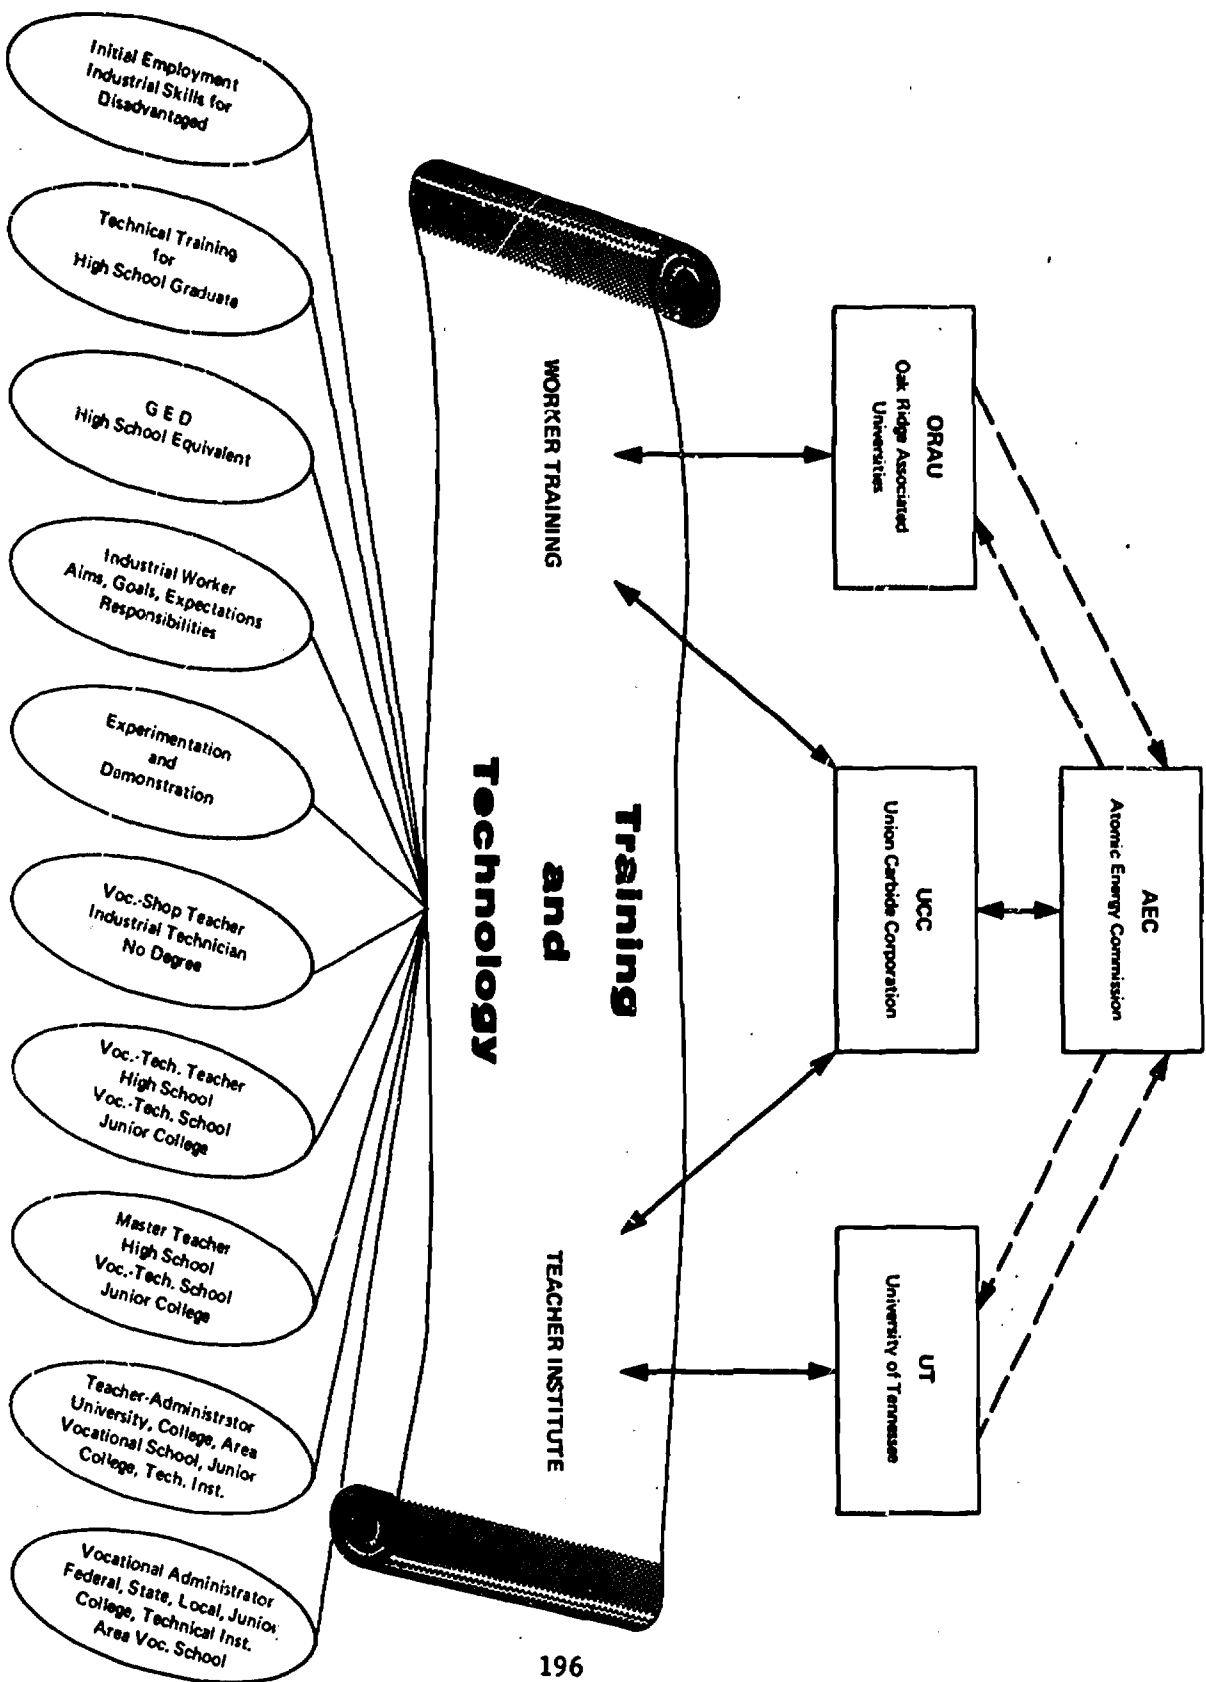 AEC
Atomic Energy Commission
ORAU
Oak Ridge Associated
Universities
UCC
Union Carbide Corporation
UT
University of Tennessee
Training
and
Technology
WORKER TRAINING
TEACHER INSTITUTE
Initial Employment
Industrial Skills for
Disadvantaged
Technical Training
for
High School Graduate
G E D
High School Equivalent
Industrial Worker
Aims, Goals, Expectations
Responsibilities
Experimentation
and
Demonstration
Voc.-Shop Teacher
Industrial Technician
No Degree
Voc.-Tech. Teacher
High School
Voc.-Tech. School
Junior College
Master Teacher
High School
Voc.-Tech. School
Junior College
Teacher-Administrator
University, College, Area
Vocational School, Junior
College, Tech. Inst.
Vocational Administrator
Federal, State, Local, Junior
College, Technical Inst.
Area Voc. School
196